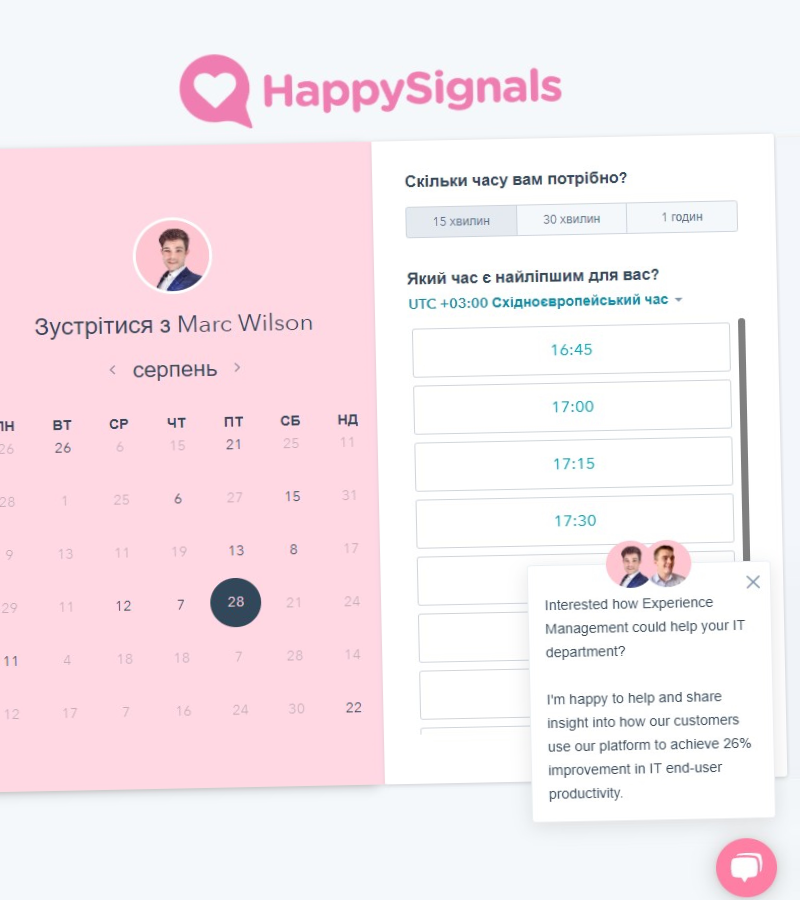 HappySignals
Зустрітися з Marc Wilson
серпень
ВТ СР ЧТ ПТ СБ НД
26 26 6 15 21 25 11
28 1 25 6 27 15 31
9 13 11 19 13 8 17
29 11 12 7 28 21 24
11 4 18 18 7 28 14
12 17 7 16 24 30 22
Скільки часу вам потрібно?
15 хвилин 30 хвилин 1 годин
Який час є найліпшим для вас?
UTC +03:00 Східноєвропейський час
16:45
17:00
17:15
17:30
Interested how Experience
Management could help your IT
department?
I'm happy to help and share
insight into how our customers
use our platform to achieve 26%
improvement in IT end-user
productivity.